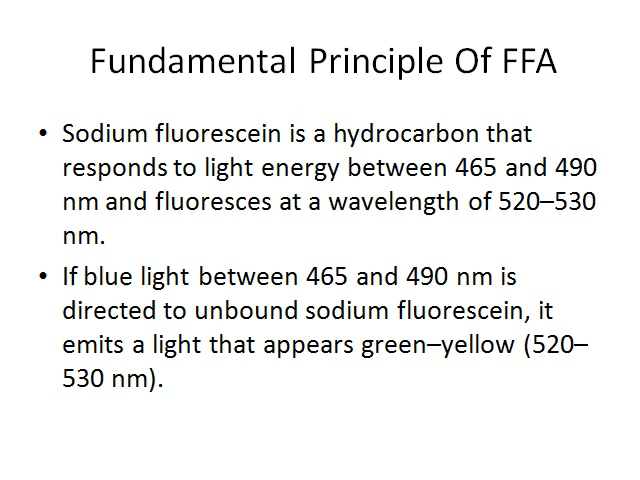 Fundamental Principle Of FFA
• Sodium fluorescein is a hydrocarbon that
responds to light energy between 465 and 490
nm and fluoresces at a wavelength of 520–530
nm.
• If blue light between 465 and 490 nm is
directed to unbound sodium fluorescein, it
emits a light that appears green–yellow (520–
530 nm).